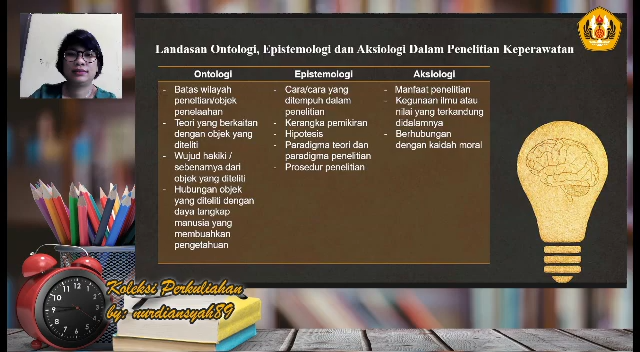 Landasan Ontologi, Epistemologi dan Aksiologi Dalam Penelitian Keperawatan
Ontologi
- Batas wilayah
peneltian/objek
penelaahan
- Teori yang berkaitan
dengan objek yang
diteliti
- Wujud hakiki /
sebenarnya dari
objek yang diteliti
- Hubungan objek
yang diteliti dengan
daya tangkap
manusia yang
membuahkan
pengetahuan
Epistemologi
- Cara/cara yang
ditempuh dalam
penelitian
- Kerangka pemikiran
- Hipotesis
- Paradigma teori dan
paradigma penelitian
- Prosedur penelitian
Aksiologi
- Manfaat penelitian
- Kegunaan ilmu atau
nilai yang terkandung
didalamnya
- Berhubungan
dengan kaidah moral
Koleksi Perkuliahan
by: nurdiansyah89